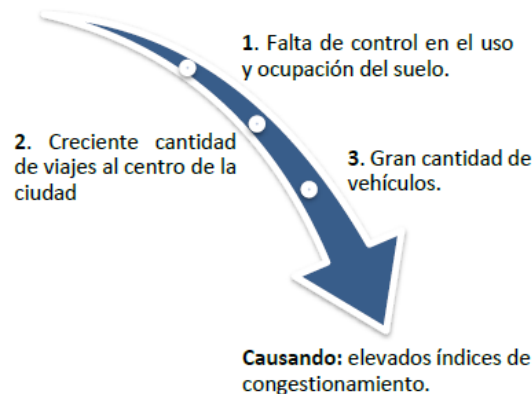 1. Falta de control en el uso
y ocupación del suelo.
2. Creciente cantidad
de viajes al centro de la
ciudad
3. Gran cantidad de
vehículos.
Causando: elevados índices de
congestionamiento.